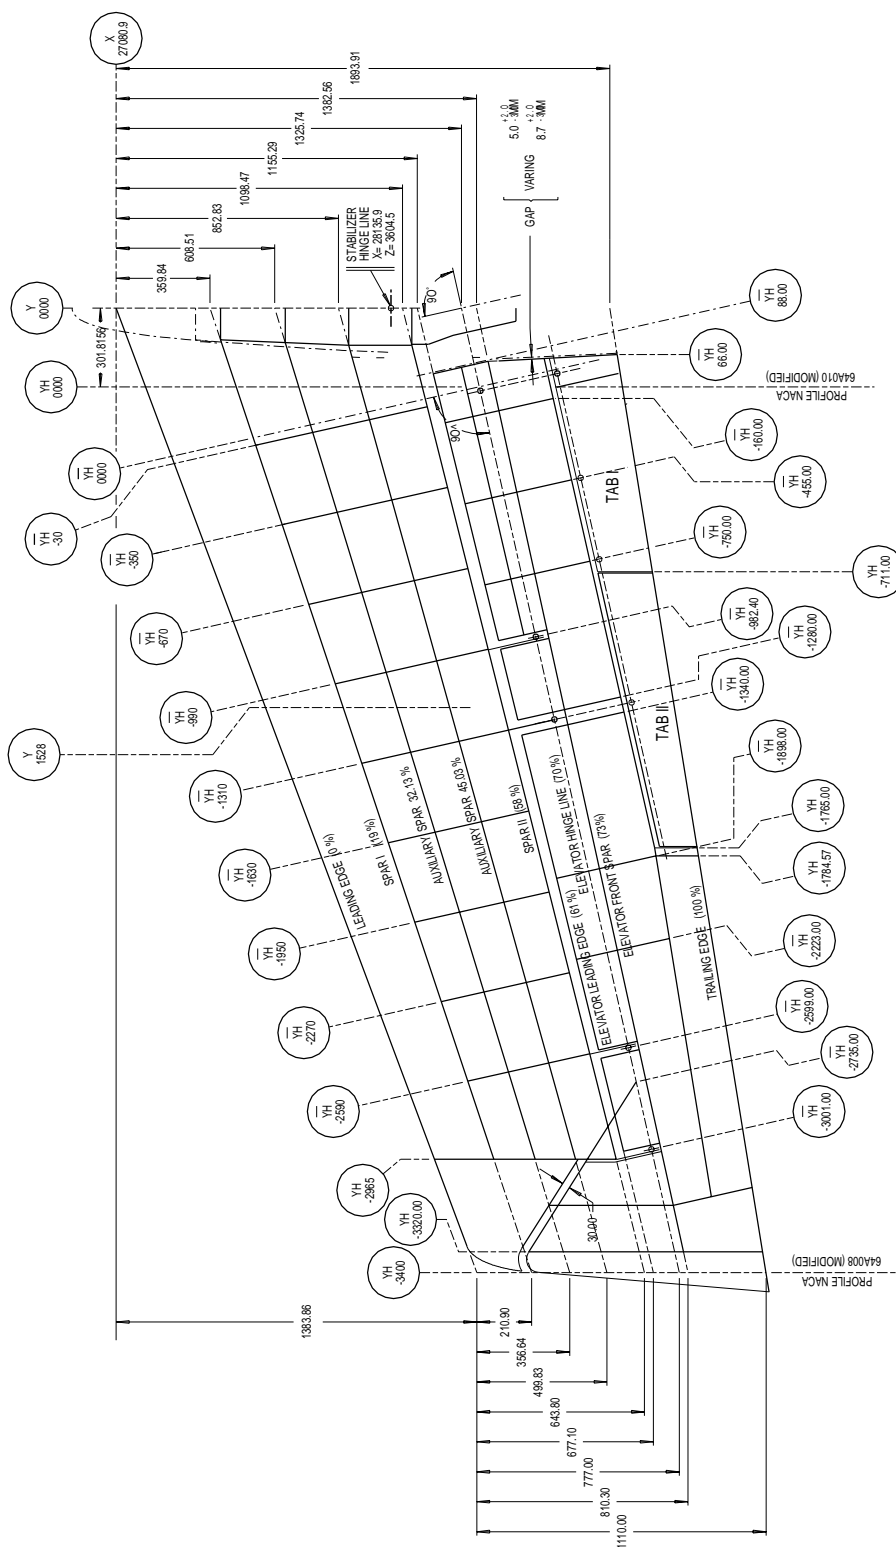 X
27080.9
1893.91
1382.56
1325.74
1155.29
1098.47
852.83
608.51
359.84
STABILIZER
HINGE LINE
X= 28135.9
Z= 3604.5
GAP VARING
5.0
8.7
Y
0000
301.8156
YH
0000
90°
YH
88.00
YH
66.00
PROFILE NACA
64A010 (MODIFIED)
YH
0000
YH
-30
YH
-350
YH
-670
YH
-990
YH
-1310
YH
-1630
YH
-1950
YH
-2270
YH
-2590
YH
-2965
YH
-3320.00
YH
-3400
Y
1528
90^
YH
-160.00
YH
-455.00
YH
-750.00
YH
-711.00
YH
-982.40
YH
-1280.00
YH
-1340.00
YH
-1898.00
YH
-1765.00
YH
-1784.57
YH
-2223.00
YH
-2599.00
YH
-2735.00
YH
-3001.00
TAB I
TAB II
LEADING EDGE (0 %)
SPAR I (19 %)
AUXILIARY SPAR 32.13 %
AUXILIARY SPAR 45.03 %
SPAR II (58 %)
ELEVATOR LEADING EDGE (61 %)
ELEVATOR HINGE LINE (70 %)
ELEVATOR FRONT SPAR (73%)
TRAILING EDGE (100 %)
30.00
PROFILE NACA
64A008 (MODIFIED)
1383.86
210.90
356.64
499.83
643.80
677.10
777.00
810.30
1110.00